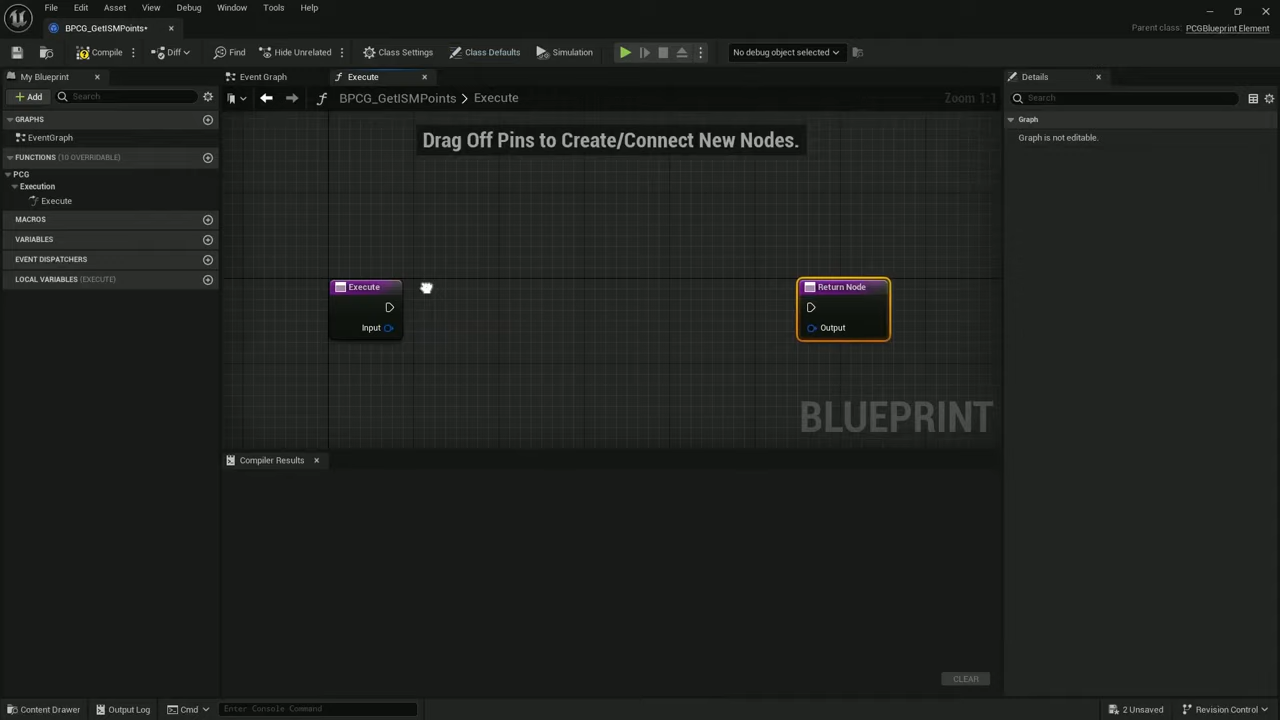 File Edit Asset View Debug Window Tools Help
BPCG_GetISMPoints•
Parent class: PCGBlueprint Element
Compile Diff Find Hide Unrelated Class Settings Class Defaults Simulation No debug object selected
My Blueprint
Event Graph
Execute
Details
Add
Search
BPCG_GetISMPoints > Execute
Zoom 1:1
Search
GRAPHS
EventGraph
FUNCTIONS (10 OVERRIDABLE)
PCG
Execution
Execute
MACROS
VARIABLES
EVENT DISPATCHERS
LOCAL VARIABLES (EXECUTE)
Drag Off Pins to Create/Connect New Nodes.
Graph
Graph is not editable.
Execute
Input
Return Node
Output
BLUEPRINT
Compiler Results
CLEAR
Content Drawer Output Log Cmd Enter Console Command 2 Unsaved Revision Control